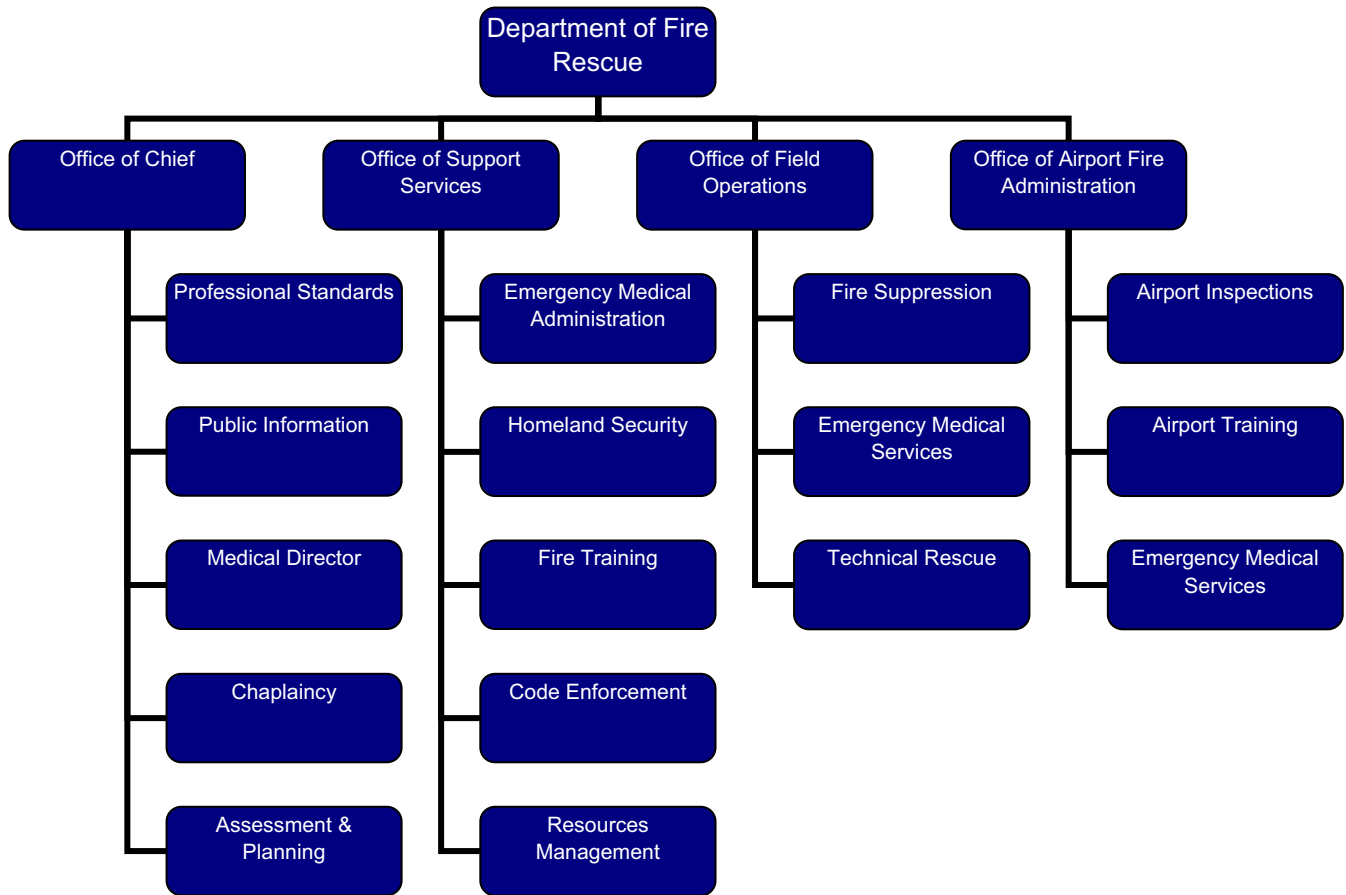 Department of Fire
Rescue
Office of Chief
Office of Support
Services
Office of Field
Operations
Office of Airport Fire
Administration
Professional Standards
Public Information
Medical Director
Chaplaincy
Assessment &
Planning
Emergency Medical
Administration
Homeland Security
Fire Training
Code Enforcement
Resources
Management
Fire Suppression
Emergency Medical
Services
Technical Rescue
Airport Inspections
Airport Training
Emergency Medical
Services